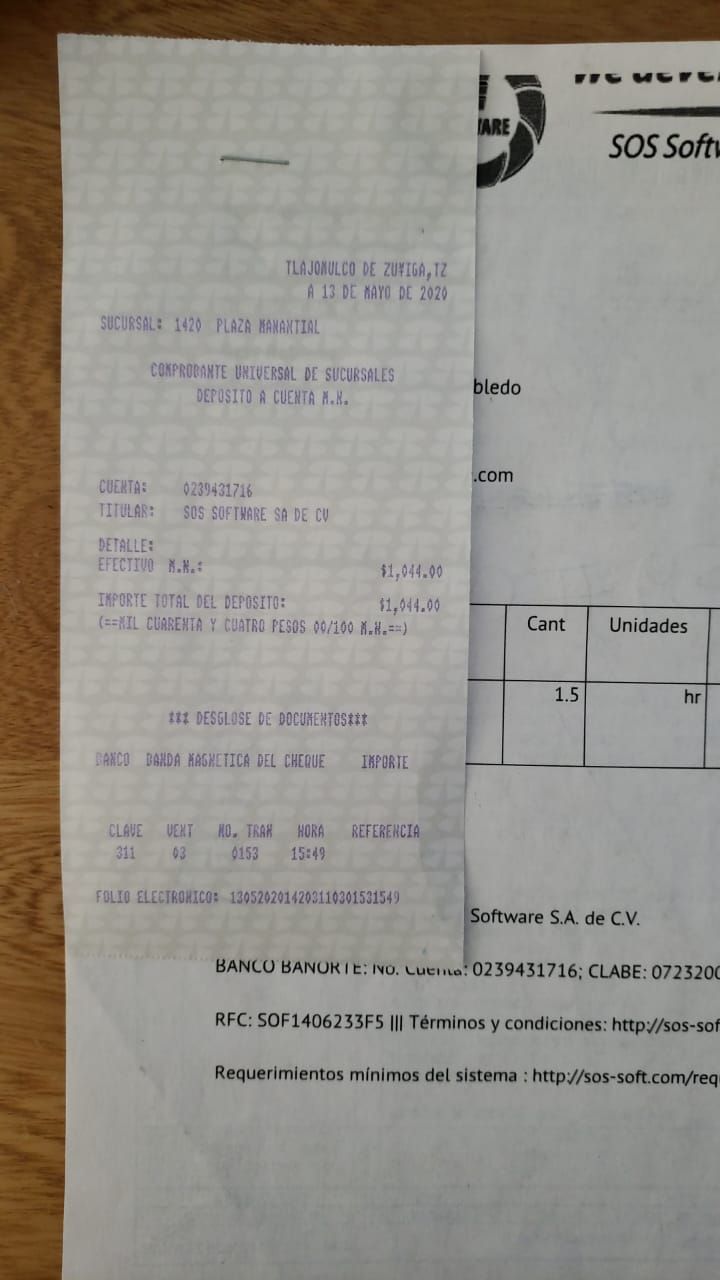 WARE
SOS Softw
TLAJOMULCO DE ZU¥IGA,TZ
A 13 DE MAYO DE 2020
SUCURSAL: 1420 PLAZA MANANTIAL
COMPROBANTE UNIVERSAL DE SUCURSALES
DEPOSITO A CUENTA M.N.
bledo
.com
CUENTA: 0239431716
TITULAR: SOS SOFTWARE SA DE CV
DETALLE:
EFECTIVO M.N.: $1,044.00
IMPORTE TOTAL DEL DEPOSITO: $1,044.00
(==MIL CUARENTA Y CUATRO PESOS 00/100 M.N.==)
Cant Unidades
1.5 hr
*** DESGLOSE DE DOCUMENTOS***
BANCO BANDA MAGNETICA DEL CHEQUE IMPORTE
CLAVE VENT NO. TRAN HORA REFERENCIA
311 03 0153 15:49
FOLIO ELECTRONICO: 1305202014203110301531549
Software S.A. de C.V.
BANCO BANORTE: No. Cuenta: 0239431716; CLABE: 0723200
RFC: SOF1406233F5 ||| Términos y condiciones: http://sos-sof
Requerimientos mínimos del sistema : http://sos-soft.com/req